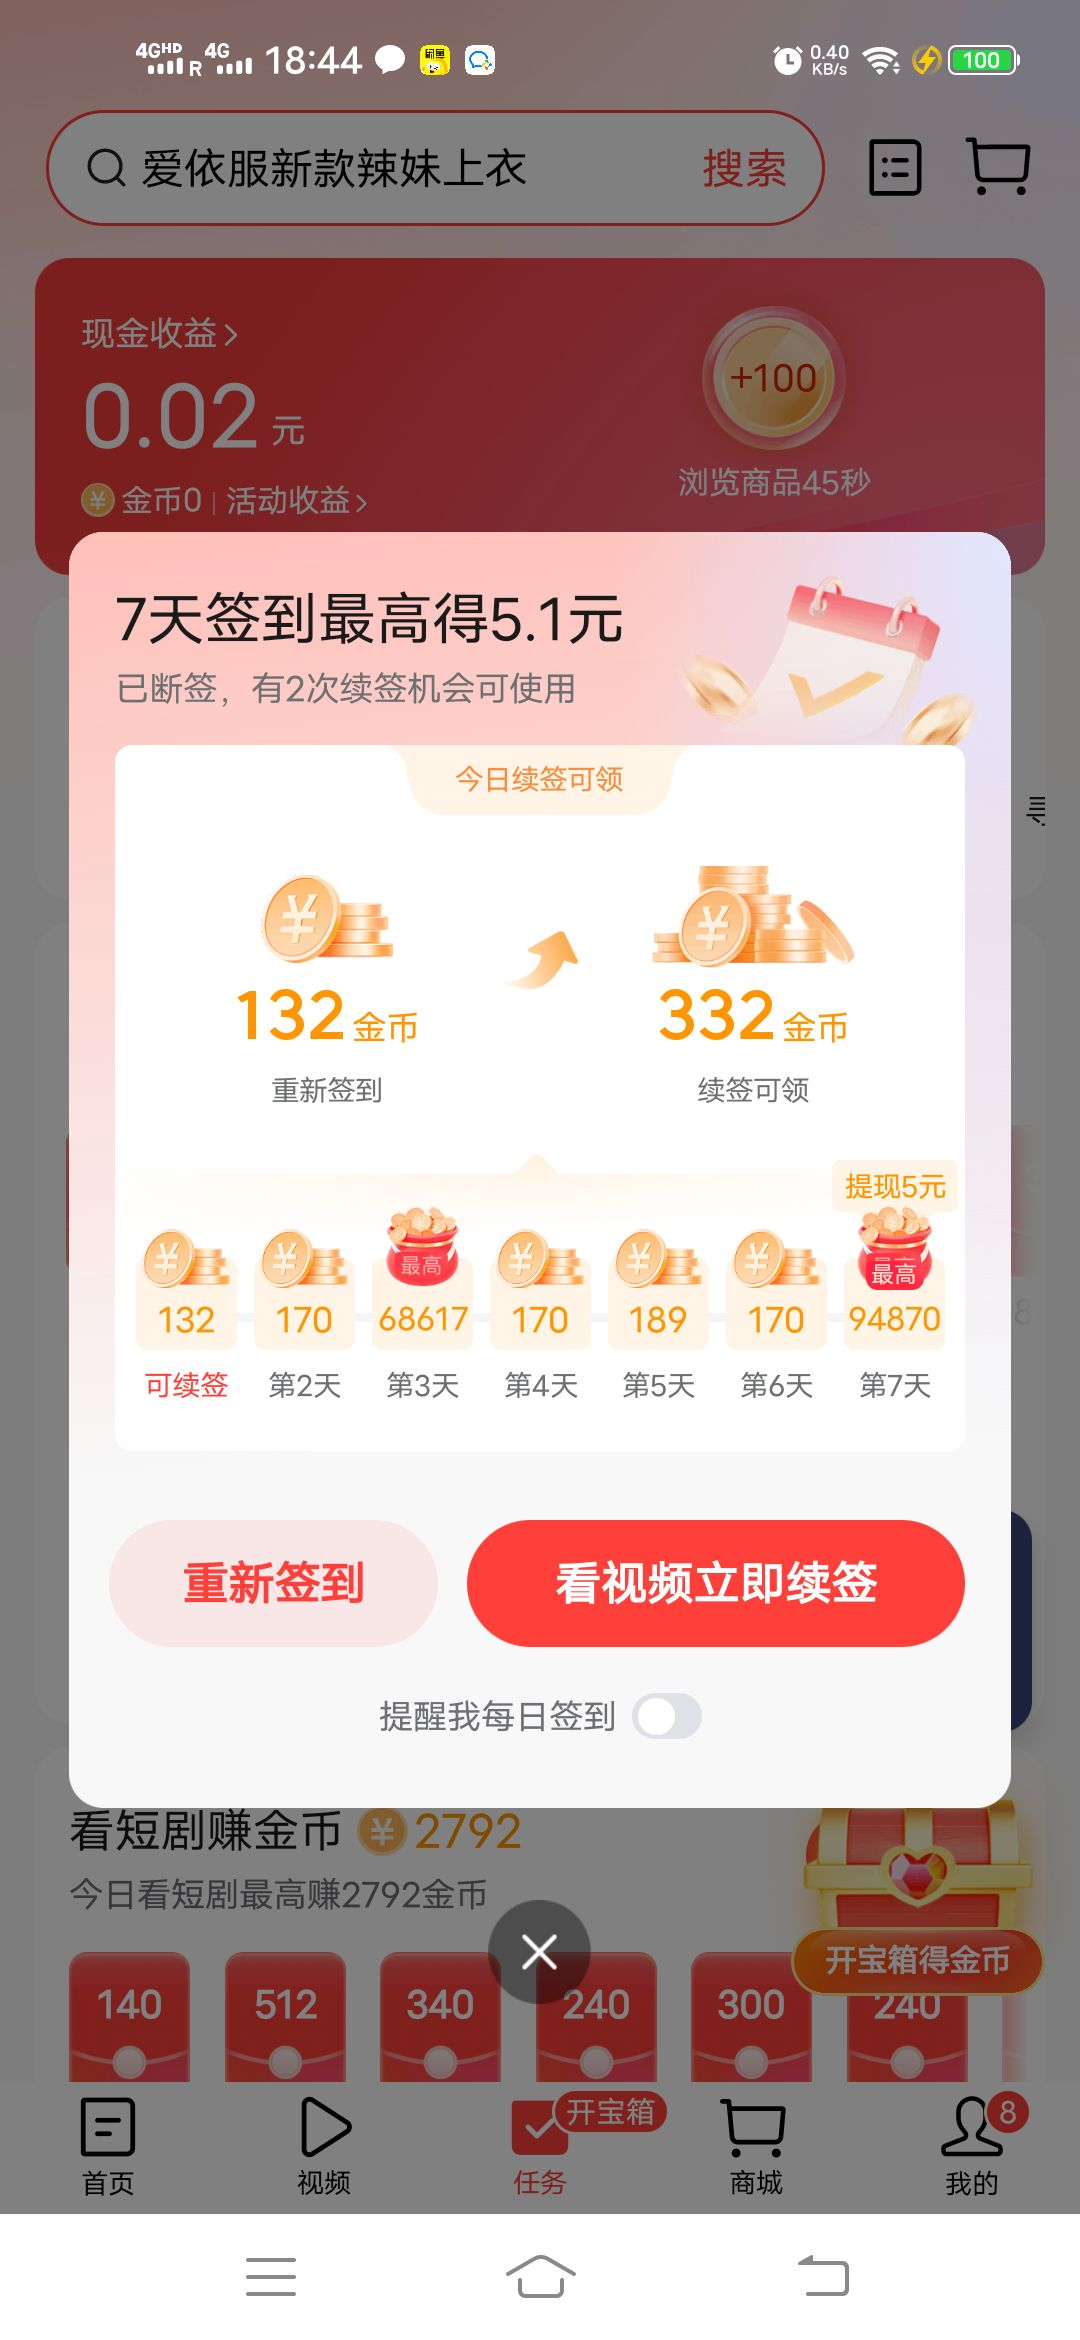 4GHD R 4G 18:44 0.40 KB/s 100
爱依服新款辣妹上衣 搜索
现金收益
0.02 元
金币0 | 活动收益
+100
浏览商品45秒
7天签到最高得5.1元
已断签，有2次续签机会可使用
今日续签可领
132金币 332金币
重新签到 续签可领
提现5元
最高 最高
132 170 68617 170 189 170 94870
可续签 第2天 第3天 第4天 第5天 第6天 第7天
重新签到 看视频立即续签
提醒我每日签到
看短剧赚金币 2792
今日看短剧最高赚2792金币
开宝箱得金币
140 512 340 240 300 240
开宝箱 8
首页 视频 任务 商城 我的